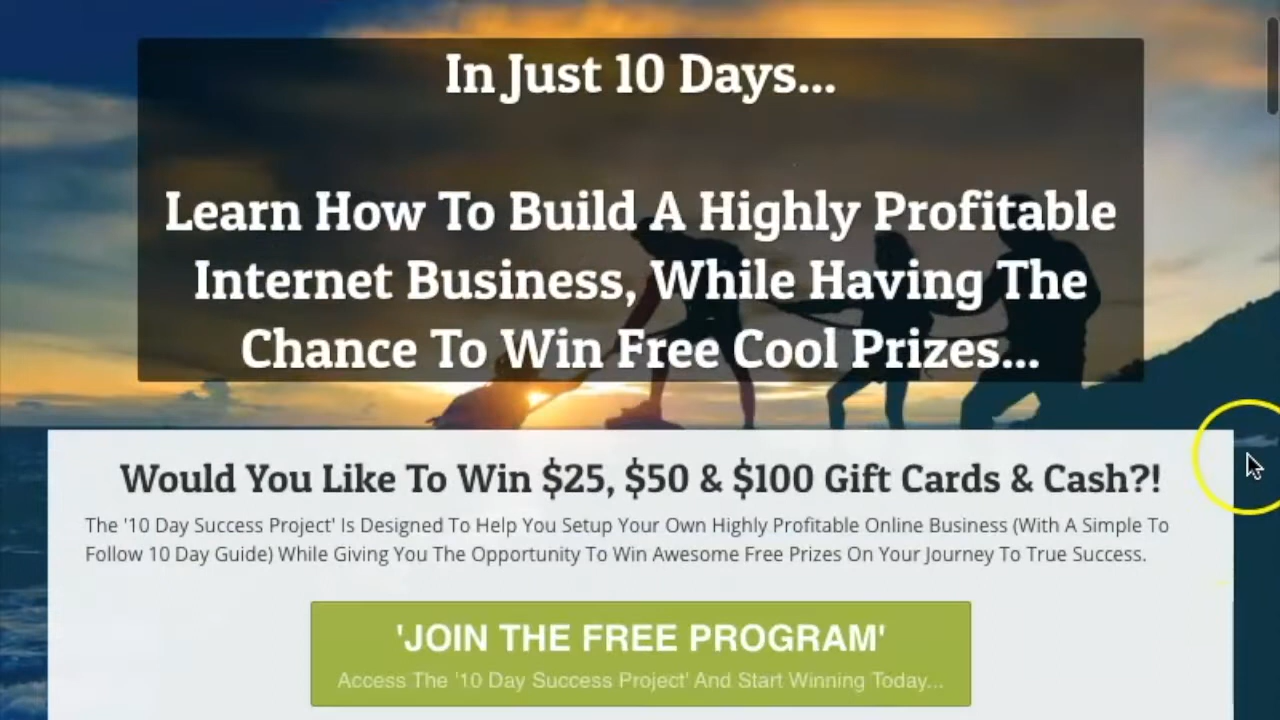 In Just 10 Days...
Learn How To Build A Highly Profitable
Internet Business, While Having The
Chance To Win Free Cool Prizes...
Would You Like To Win $25, $50 & $100 Gift Cards & Cash?!
The '10 Day Success Project' Is Designed To Help You Setup Your Own Highly Profitable Online Business (With A Simple To
Follow 10 Day Guide) While Giving You The Opportunity To Win Awesome Free Prizes On Your Journey To True Success.
'JOIN THE FREE PROGRAM'
Access The '10 Day Success Project' And Start Winning Today...